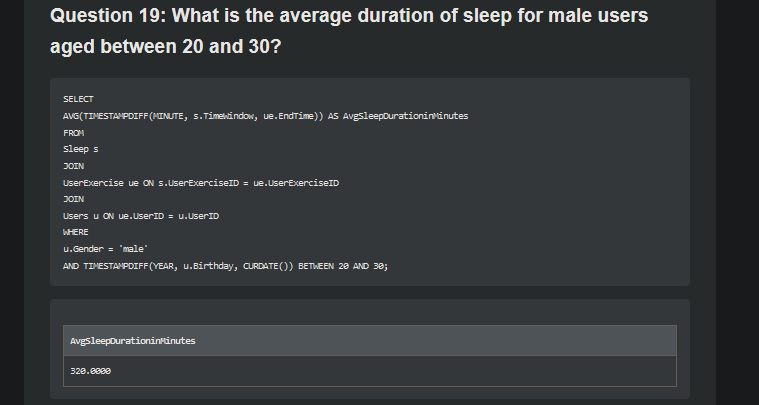 Question 19: What is the average duration of sleep for male users
aged between 20 and 30?
SELECT
AVG(TIMESTAMPDIFF(MINUTE, s.TimeWindow, ue.EndTime)) AS AvgSleepDurationinMinutes
FROM
Sleep s
JOIN
UserExercise ue ON s.UserExerciseID = ue.UserExerciseID
JOIN
Users u ON ue.UserID = u.UserID
WHERE
u.Gender = 'male'
AND TIMESTAMPDIFF(YEAR, u.Birthday, CURDATE()) BETWEEN 20 AND 30;
AvgSleepDurationinMinutes
320.0000